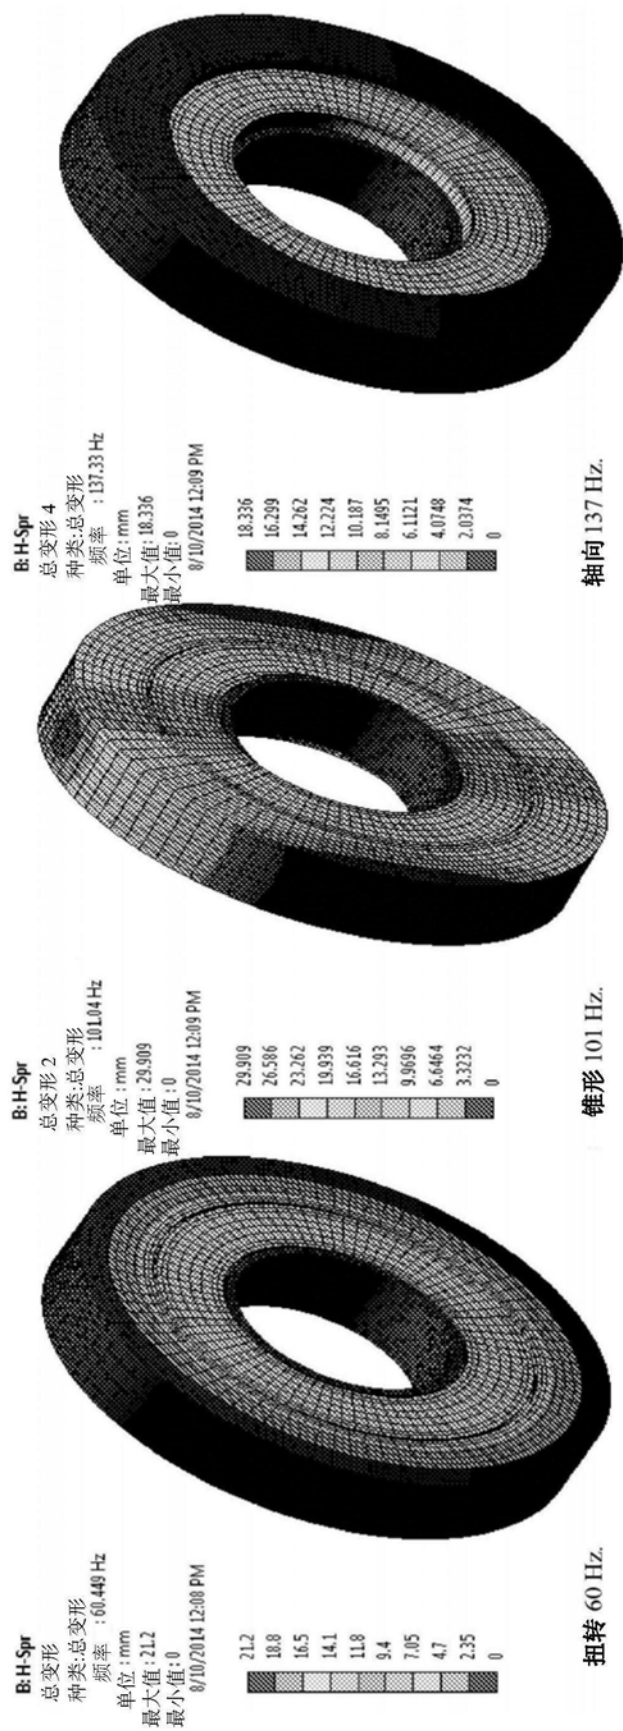 B: H-Spr
总变形
种类:总变形
频率 : 60.449 Hz
单位 : mm
最大值 : 21.2
最小值 : 0
8/10/2014 12:08 PM
21.2
18.8
16.5
14.1
11.8
9.4
7.05
4.7
2.35
0
扭转 60 Hz.
B: H-Spr
总变形 2
种类:总变形
频率 : 101.04 Hz
单位 : mm
最大值 : 29.909
最小值 : 0
8/10/2014 12:09 PM
29.909
26.586
23.262
19.939
16.616
13.293
9.9696
6.6464
3.3232
0
锥形 101 Hz.
B: H-Spr
总变形 4
种类:总变形
频率 : 137.33 Hz
单位 : mm
最大值 : 18.336
最小值 : 0
8/10/2014 12:09 PM
18.336
16.299
14.262
12.224
10.187
8.1495
6.1121
4.0748
2.0374
0
轴向 137 Hz.